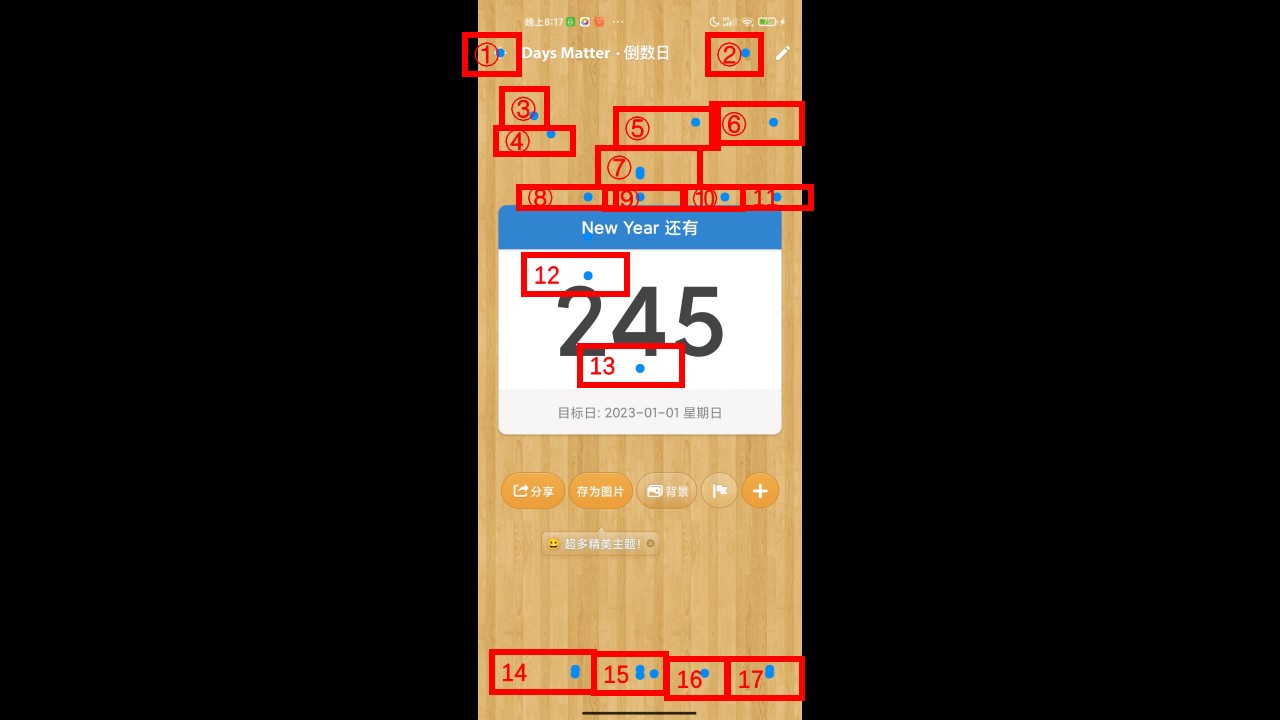 晚上8:17
① Days Matter · 倒数日 ②
③
④
⑤ ⑥
⑦
⑧ ⑨ ⑩ 11
New Year 还有
12
245
13
目标日: 2023-01-01 星期日
分享 存为图片 背景
超多精美主题!
14 15 16 17